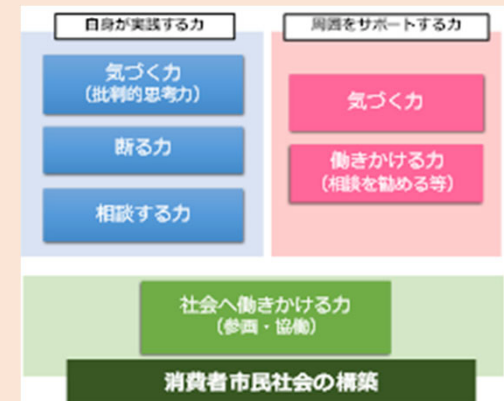 自身が実践する力
気づく力
（批判的思考力）
断る力
相談する力
周囲をサポートする力
気づく力
働きかける力
（相談を勧める等）
社会へ働きかける力
（参画・協働）
消費者市民社会の構築